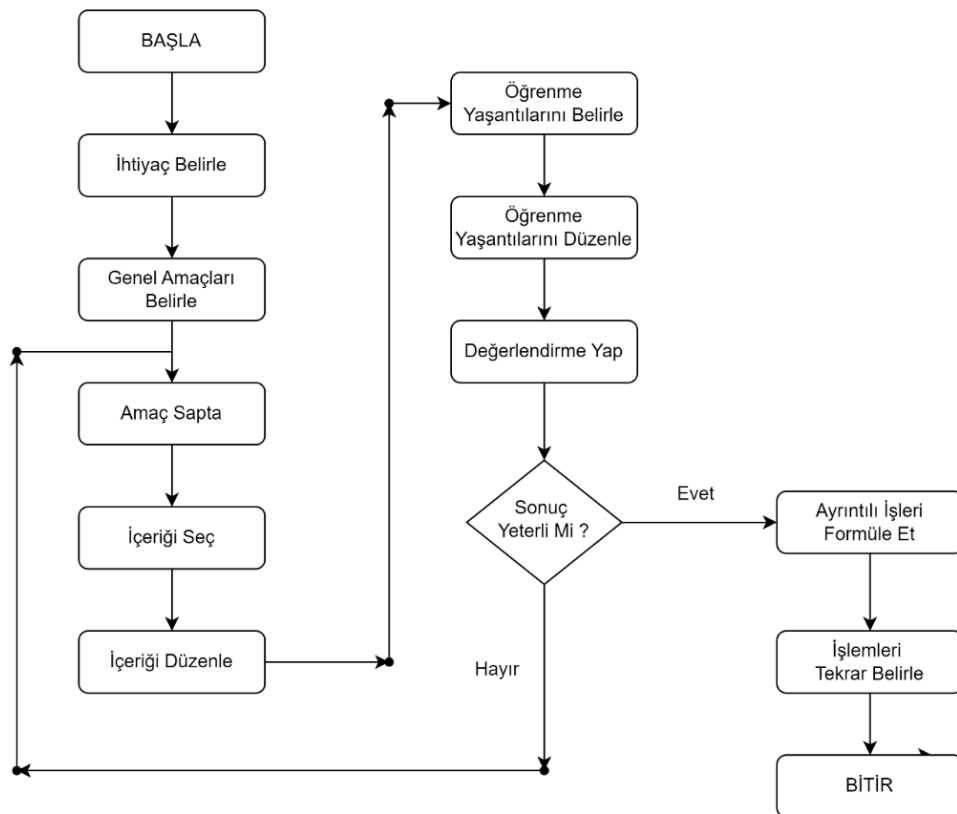 BAŞLA
İhtiyaç Belirle
Genel Amaçları
Belirle
Amaç Sapta
İçeriği Seç
İçeriği Düzenle
Öğrenme
Yaşantılarını Belirle
Öğrenme
Yaşantılarını Düzenle
Değerlendirme Yap
Sonuç
Yeterli Mi ?
Evet
Hayır
Ayrıntılı İşleri
Formüle Et
İşlemleri
Tekrar Belirle
BİTİR